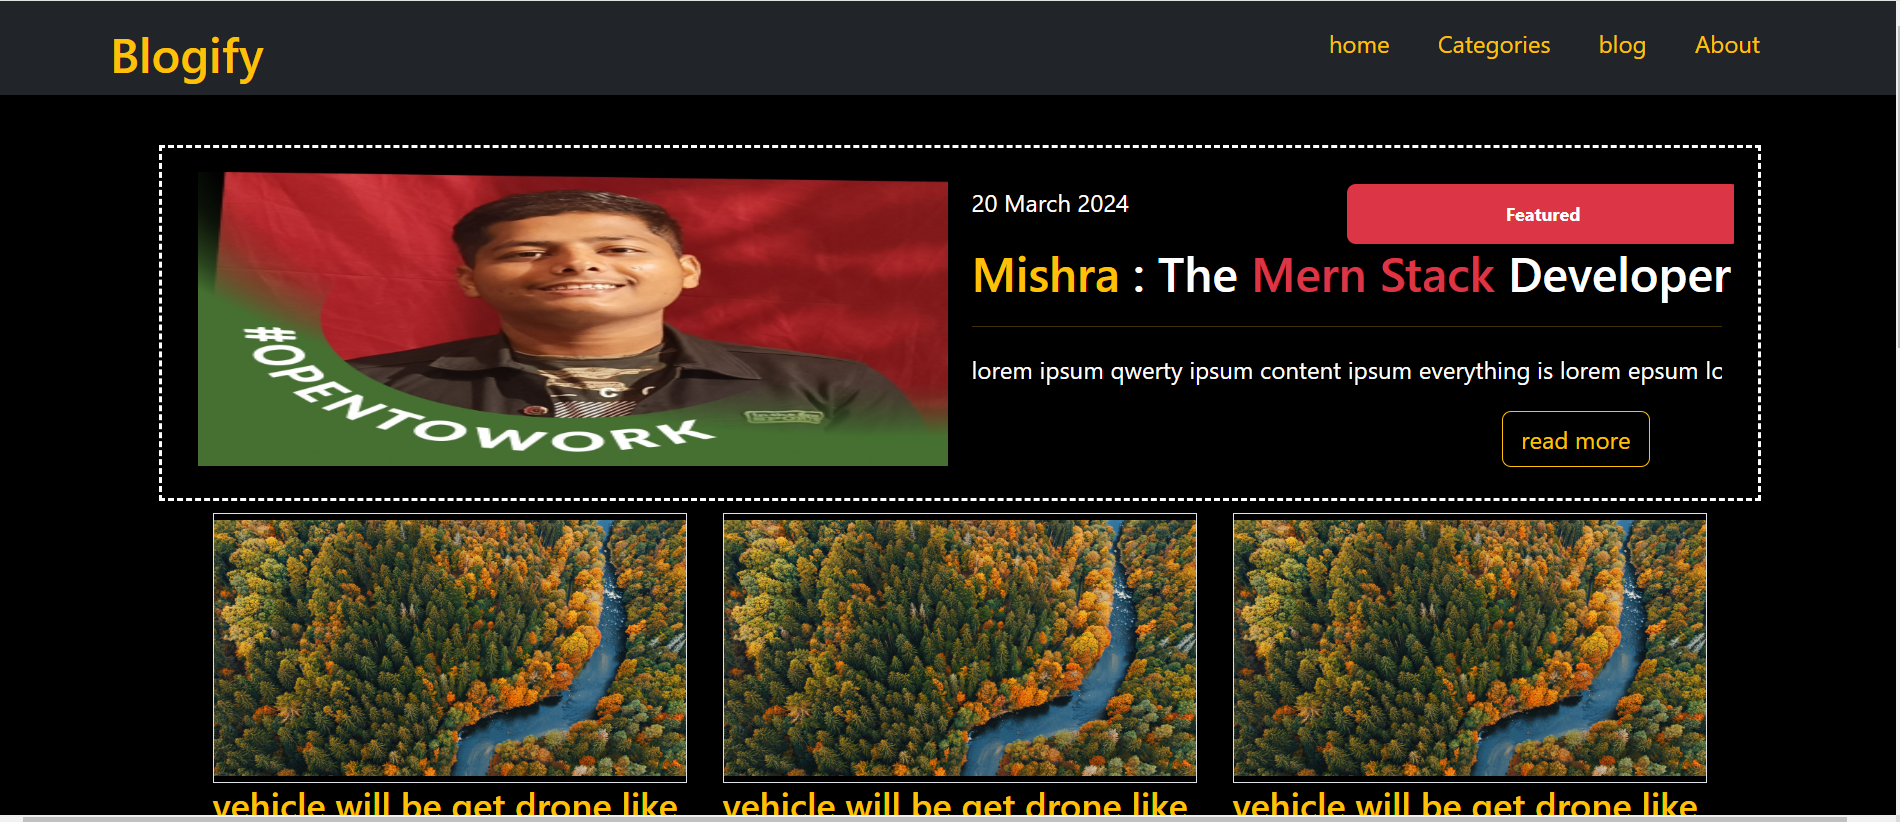 Blogify
home Categories blog About
20 March 2024
Featured
Mishra : The Mern Stack Developer
#OPENTOWORK
lorem ipsum qwerty ipsum content ipsum everything is lorem epsum lo
read more
vehicle will be get drone like
vehicle will be get drone like
vehicle will be get drone like